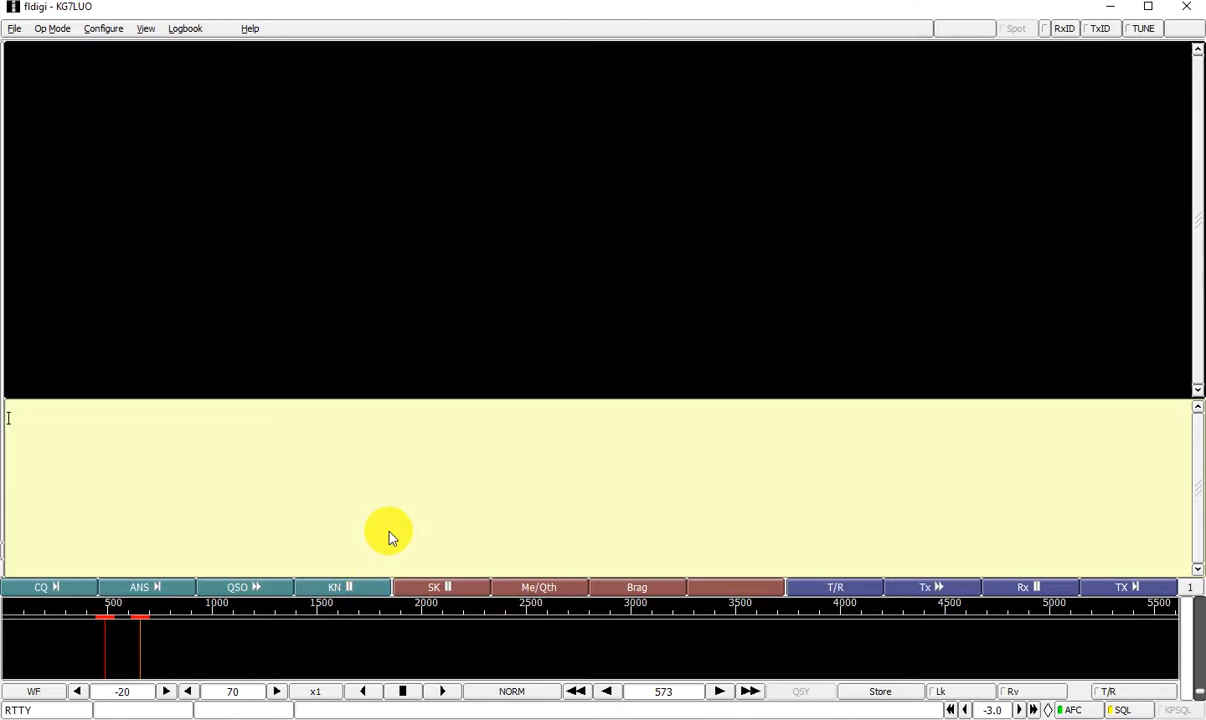 fldigi - KG7LUO
File Op Mode Configure View Logbook Help Spot RxID TxID TUNE
CQ ANS QSO KN SK Me/Qth Brag T/R Tx Rx TX 1
500 1000 1500 2000 2500 3000 3500 4000 4500 5000 5500
WF -20 70 x1 NORM 573 QSY Store Lk Rv T/R
RTTY -3.0 AFC SQL KPSQL